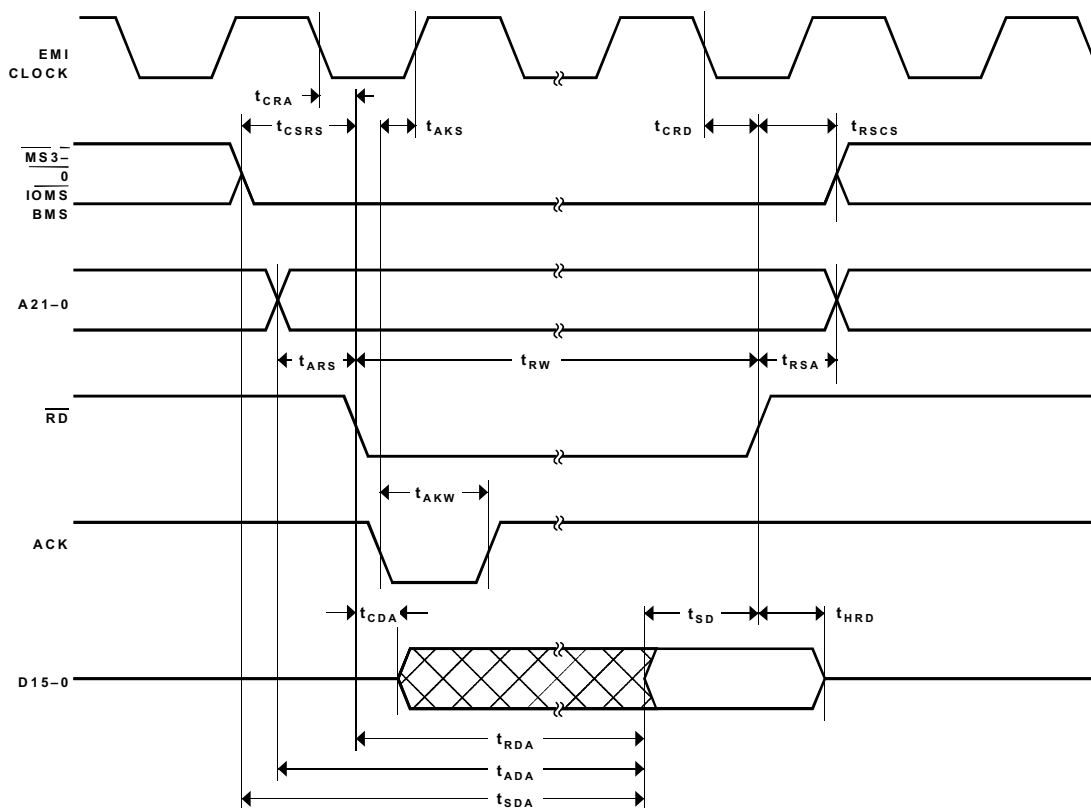 EMI
CLOCK
tCRA
tCSRS
tAKS
tCRD
tRSCS
MS3–
0
IOMS
BMS
A21–0
tARS
tRW
tRSA
RD
tAKW
ACK
tCDA
tSD
tHRD
D15–0
tRDA
tADA
tSDA